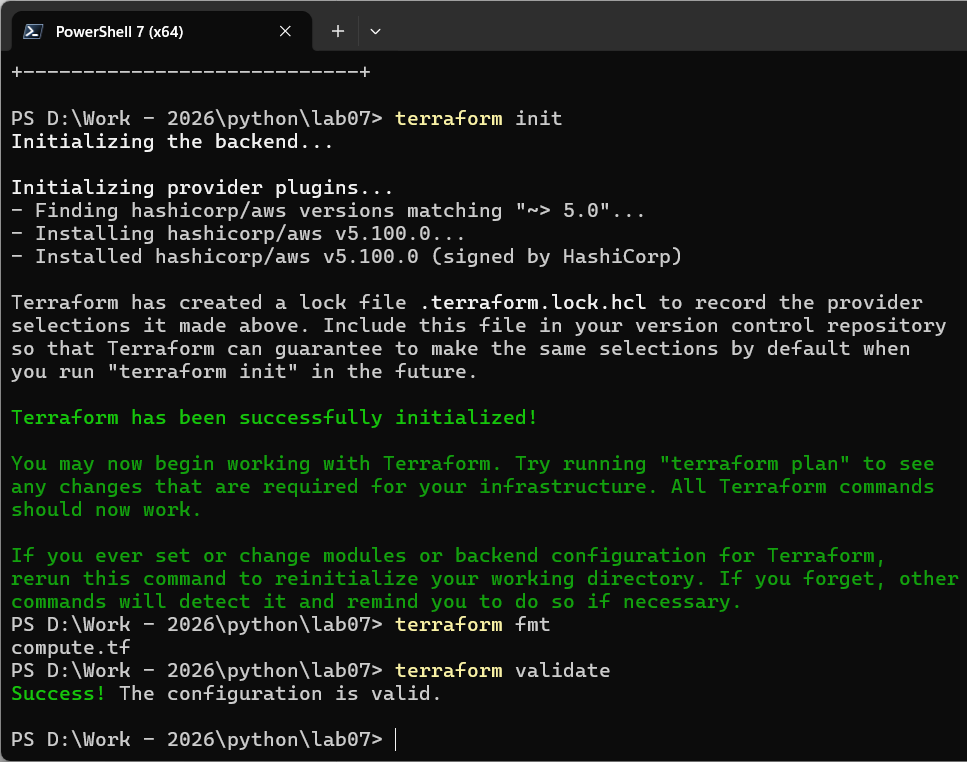 PowerShell 7 (x64)
+----------------------------+
PS D:\Work - 2026\python\lab07> terraform init
Initializing the backend...
Initializing provider plugins...
- Finding hashicorp/aws versions matching "~> 5.0"...
- Installing hashicorp/aws v5.100.0...
- Installed hashicorp/aws v5.100.0 (signed by HashiCorp)
Terraform has created a lock file .terraform.lock.hcl to record the provider
selections it made above. Include this file in your version control repository
so that Terraform can guarantee to make the same selections by default when
you run "terraform init" in the future.
Terraform has been successfully initialized!
You may now begin working with Terraform. Try running "terraform plan" to see
any changes that are required for your infrastructure. All Terraform commands
should now work.
If you ever set or change modules or backend configuration for Terraform,
rerun this command to reinitialize your working directory. If you forget, other
commands will detect it and remind you to do so if necessary.
PS D:\Work - 2026\python\lab07> terraform fmt
compute.tf
PS D:\Work - 2026\python\lab07> terraform validate
Success! The configuration is valid.
PS D:\Work - 2026\python\lab07>